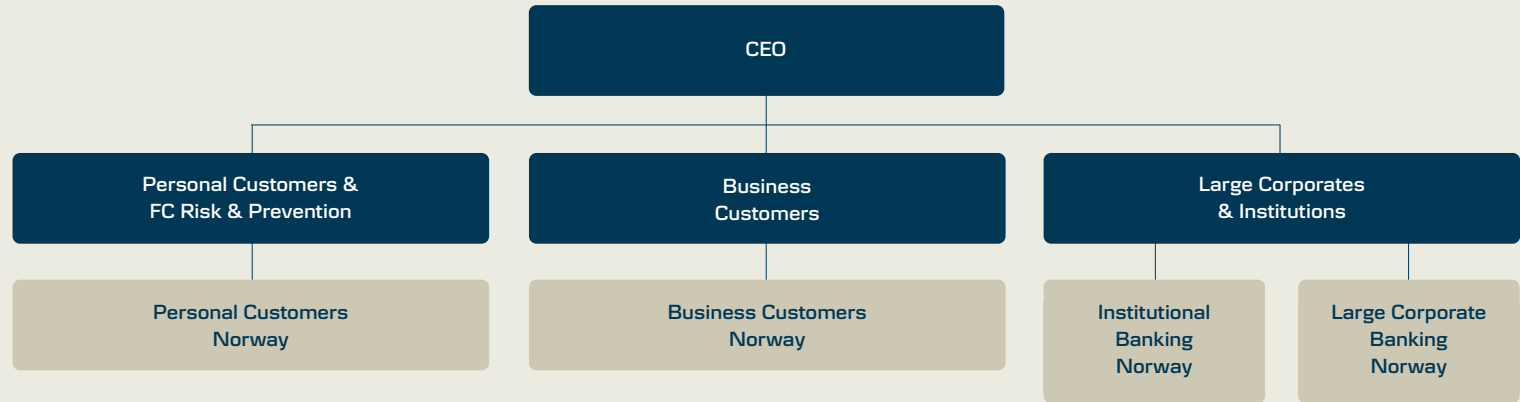 CEO
Personal Customers &
FC Risk & Prevention
Business
Customers
Large Corporates
& Institutions
Personal Customers
Norway
Business Customers
Norway
Institutional
Banking
Norway
Large Corporate
Banking
Norway